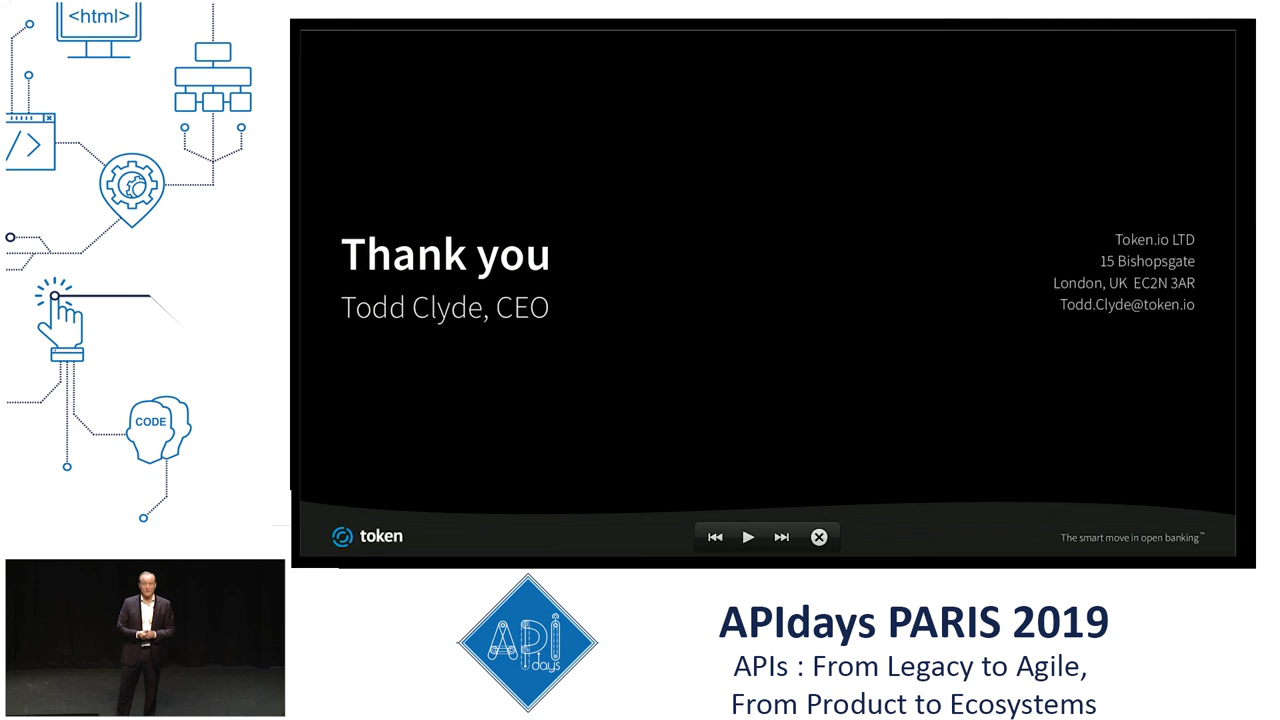 <html>
</>
CODE
Thank you
Todd Clyde, CEO
Token.io LTD
15 Bishopsgate
London, UK EC2N 3AR
Todd.Clyde@token.io
token
The smart move in open banking™
API
days
APIdays PARIS 2019
APIs : From Legacy to Agile,
From Product to Ecosystems